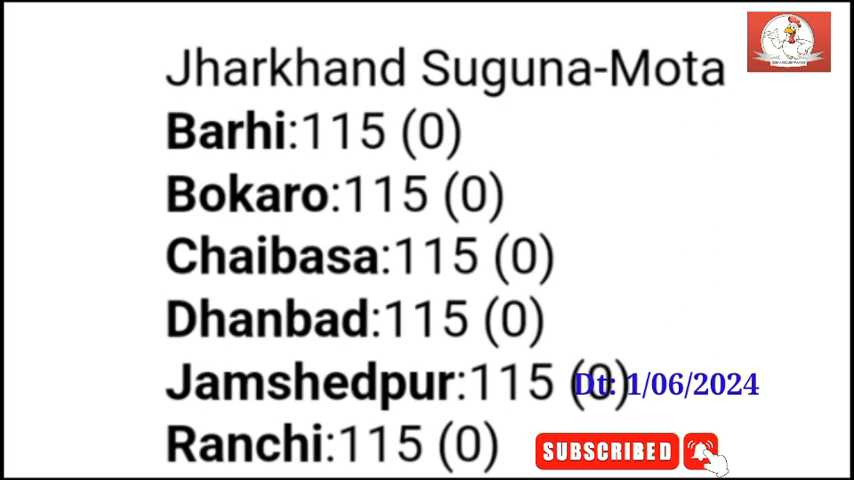 Jharkhand Suguna-Mota
Barhi:115 (0)
Bokaro:115 (0)
Chaibasa:115 (0)
Dhanbad:115 (0)
Jamshedpur:115 (0)
Dt: 1/06/2024
Ranchi:115 (0)
SUBSCRIBED